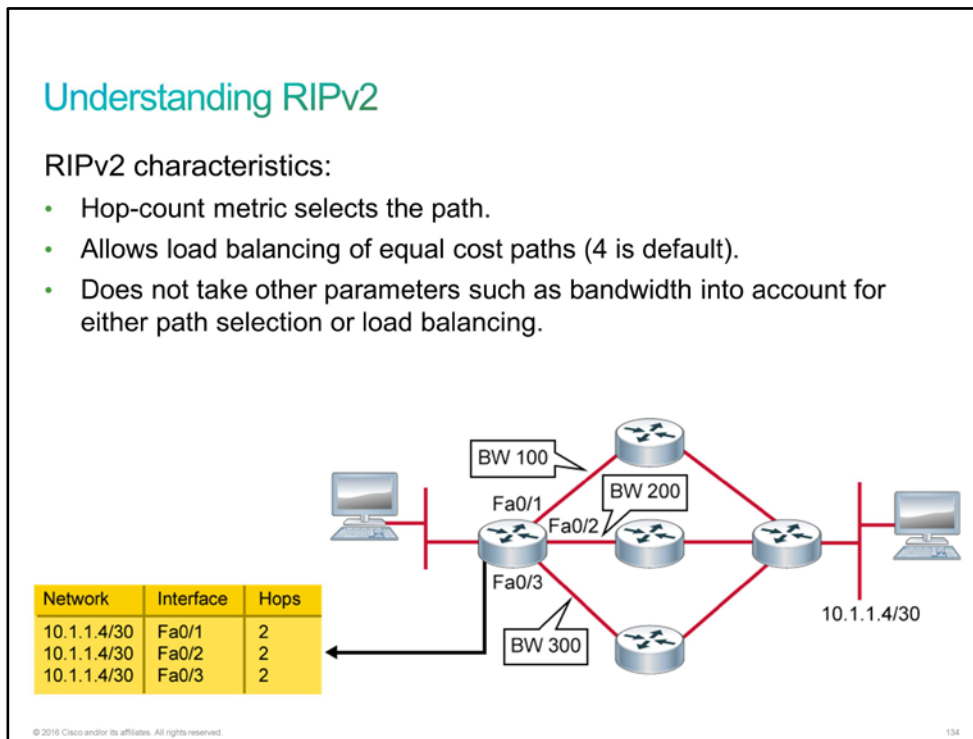 Understanding RIPv2
RIPv2 characteristics:
• Hop-count metric selects the path.
• Allows load balancing of equal cost paths (4 is default).
• Does not take other parameters such as bandwidth into account for
either path selection or load balancing.
BW 100
BW 200
Fa0/1
Fa0/2
Fa0/3
BW 300
10.1.1.4/30
Network Interface Hops
10.1.1.4/30 Fa0/1 2
10.1.1.4/30 Fa0/2 2
10.1.1.4/30 Fa0/3 2
© 2016 Cisco and/or its affiliates. All rights reserved.
134